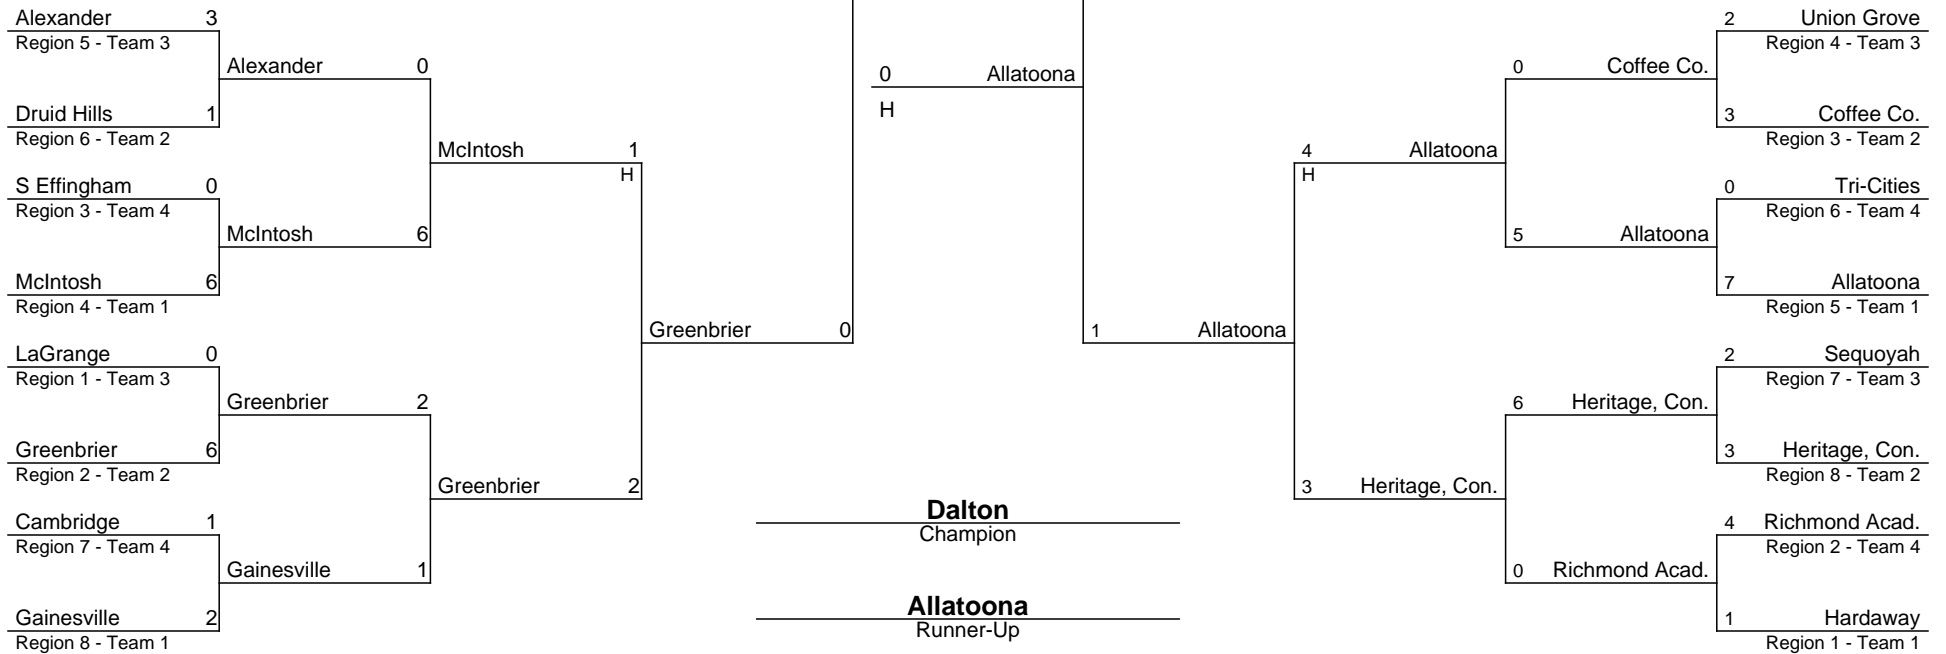 Alexander 3
Region 5 - Team 3
Druid Hills 1
Region 6 - Team 2
S Effingham 0
Region 3 - Team 4
McIntosh 6
Region 4 - Team 1
LaGrange 0
Region 1 - Team 3
Greenbrier 6
Region 2 - Team 2
Cambridge 1
Region 7 - Team 4
Gainesville 2
Region 8 - Team 1
Alexander 0
McIntosh 6
Greenbrier 2
Gainesville 1
McIntosh 1
H
Greenbrier 2
Greenbrier 0
0 Allatoona
H
Dalton
Champion
Allatoona
Runner-Up
1 Allatoona
4 Allatoona
H
3 Heritage, Con.
0 Coffee Co.
5 Allatoona
6 Heritage, Con.
0 Richmond Acad.
2 Union Grove
Region 4 - Team 3
3 Coffee Co.
Region 3 - Team 2
0 Tri-Cities
Region 6 - Team 4
7 Allatoona
Region 5 - Team 1
2 Sequoyah
Region 7 - Team 3
3 Heritage, Con.
Region 8 - Team 2
4 Richmond Acad.
Region 2 - Team 4
1 Hardaway
Region 1 - Team 1